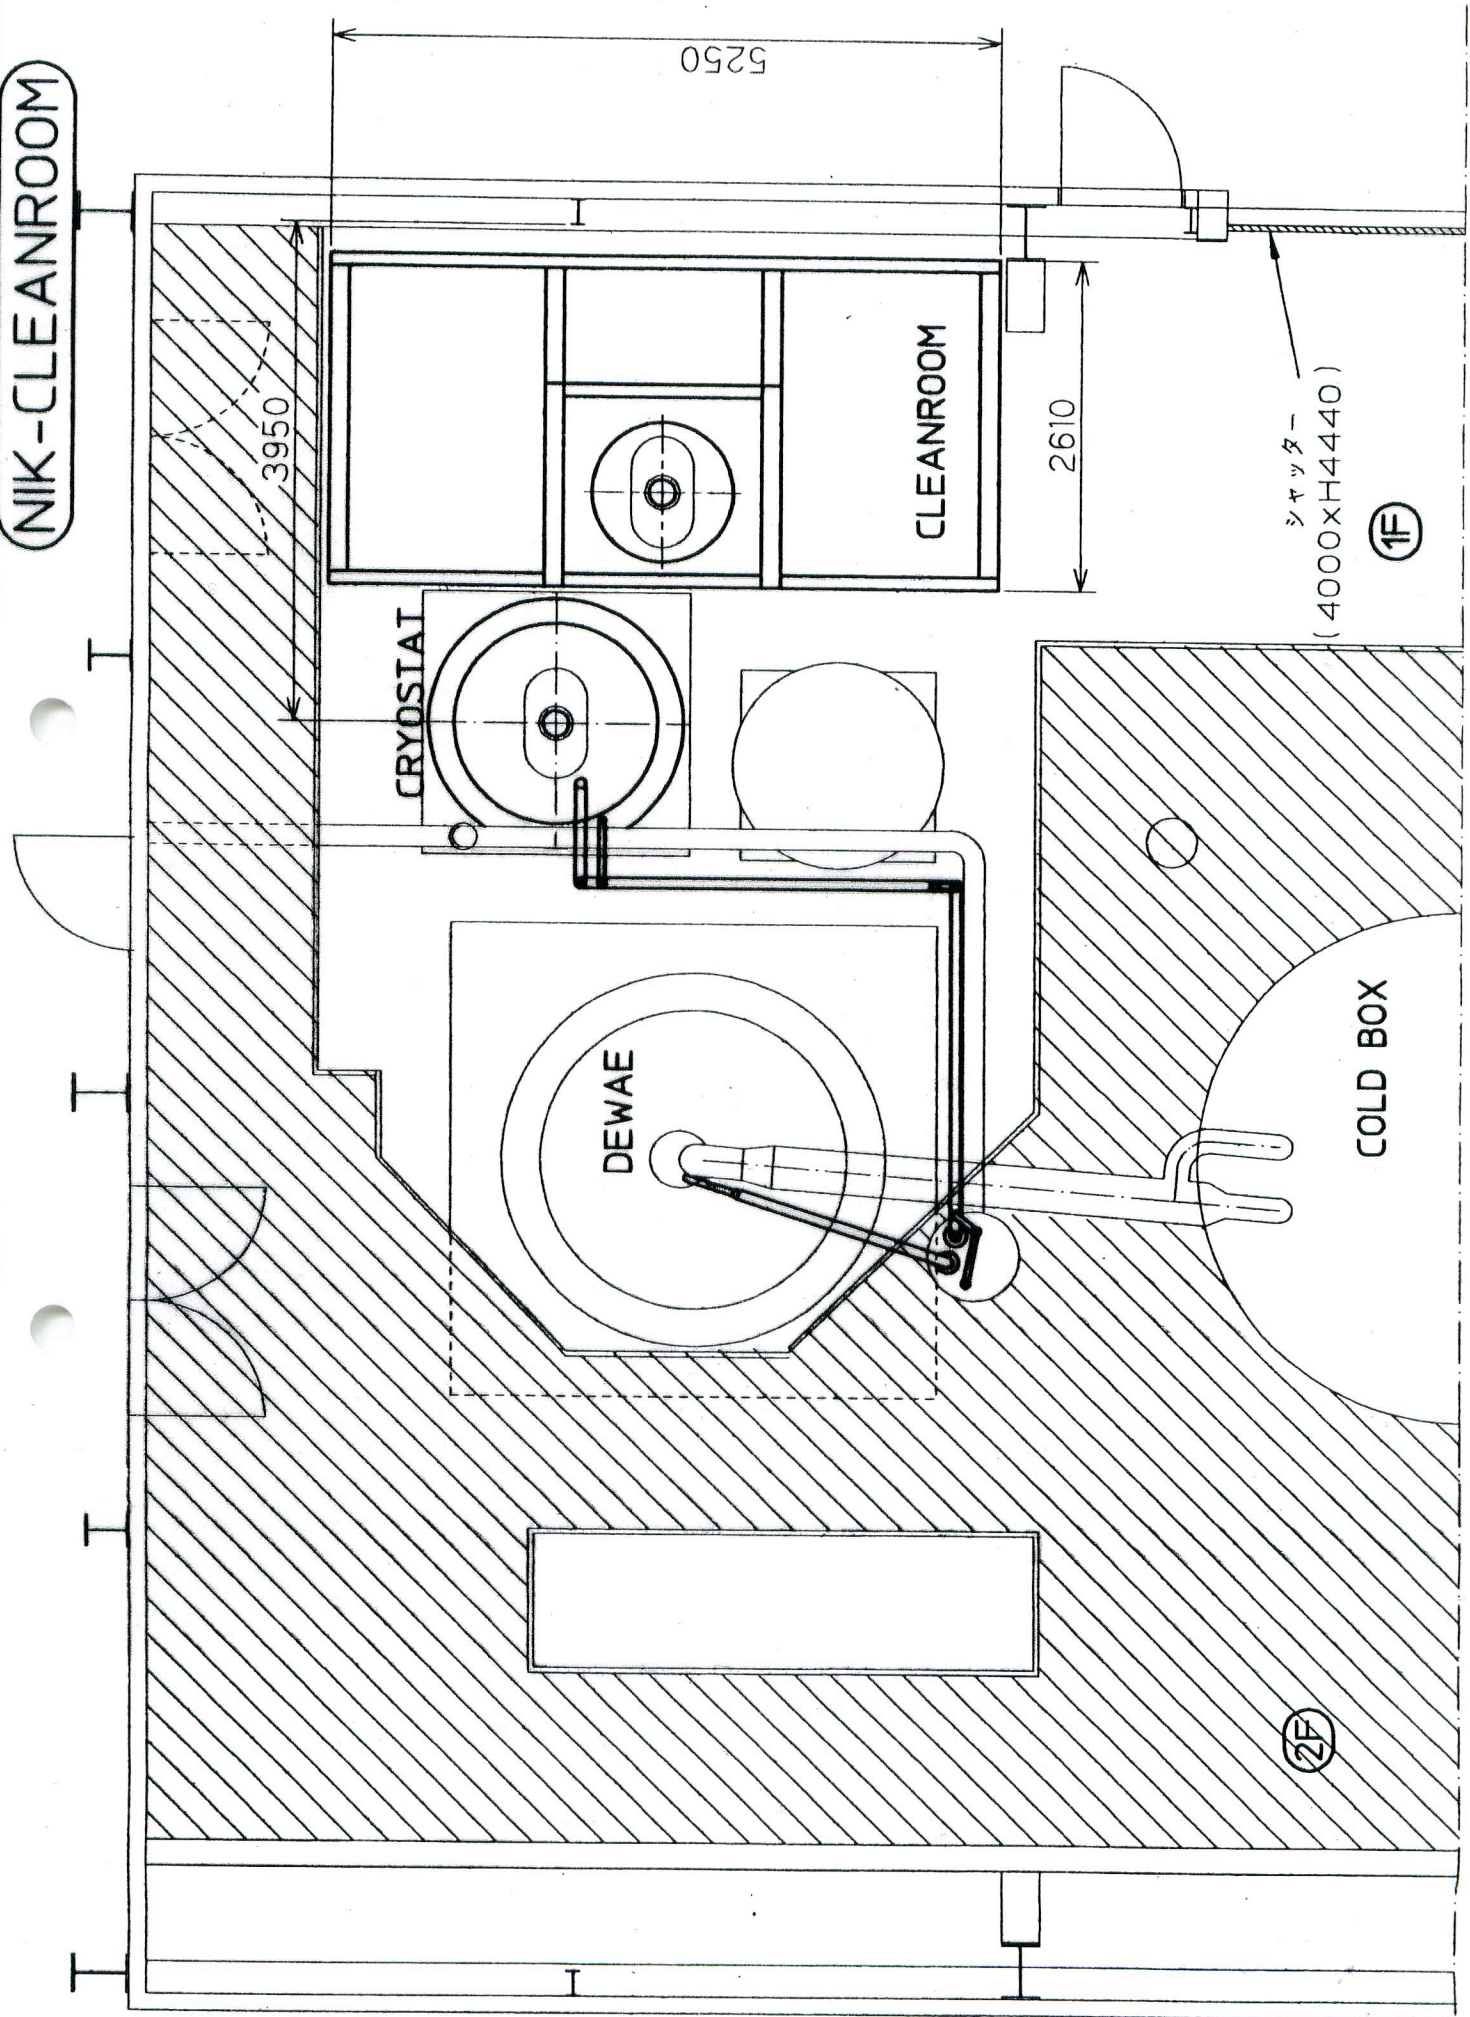 NIK-CLEANROOM
5250
3950
CRYOSTAT
CLEANROOM
2610
シャッター
(4000×H4440)
1F
DEWAE
COLD BOX
2F